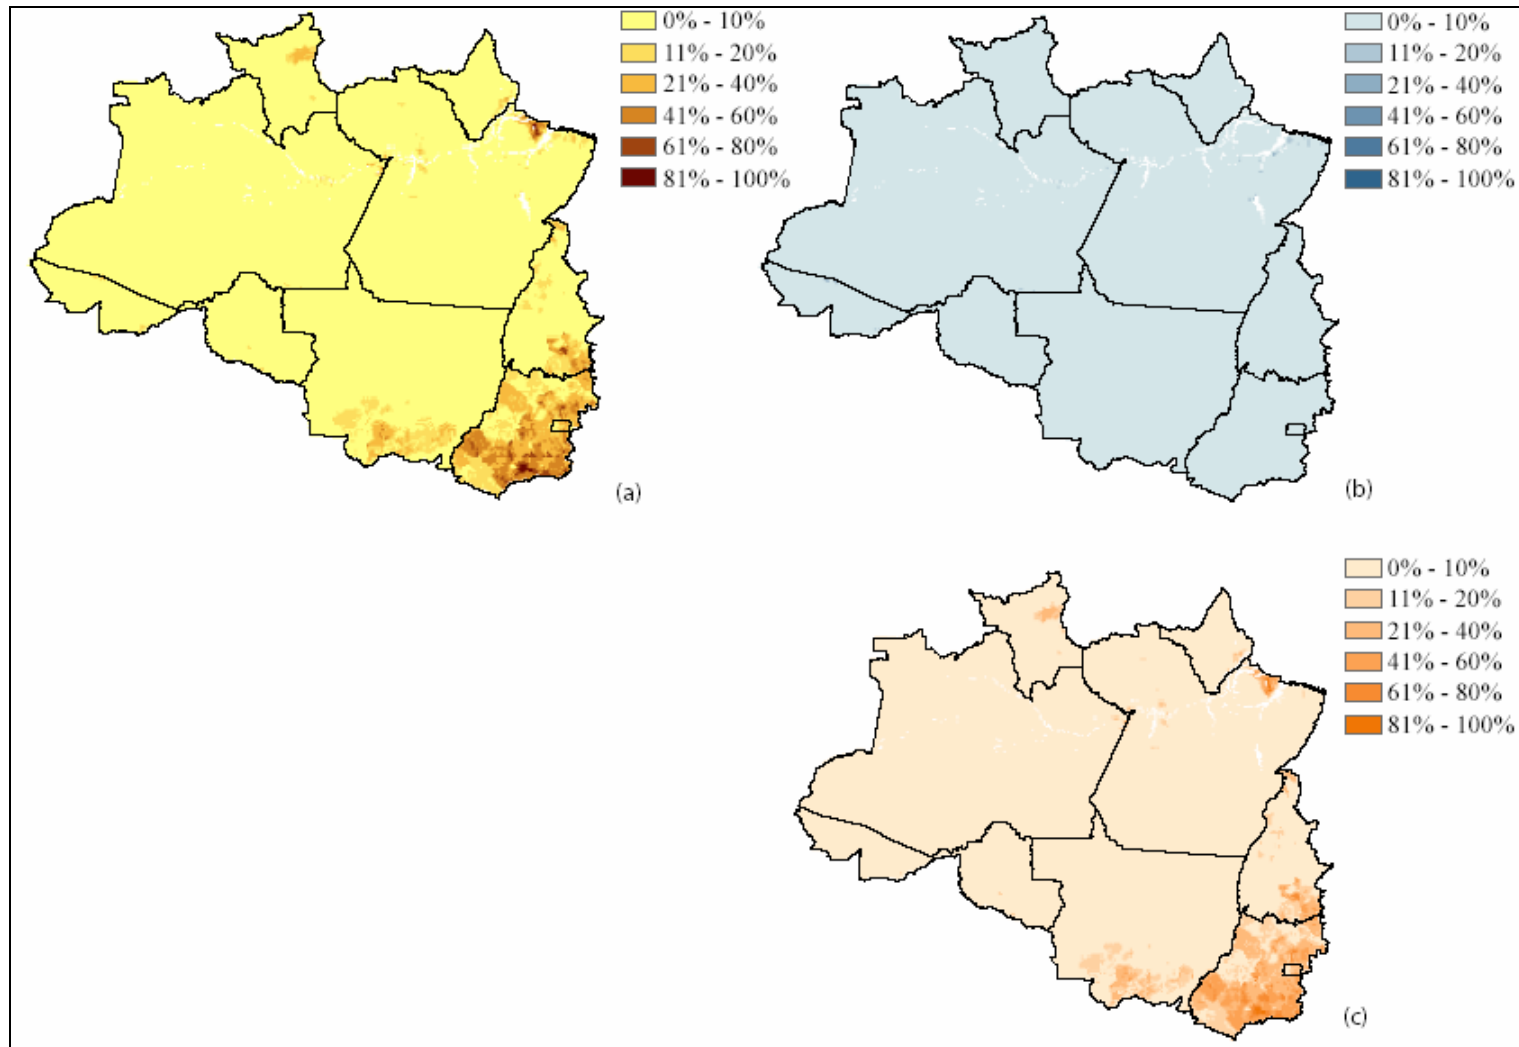 0% - 10%
11% - 20%
21% - 40%
41% - 60%
61% - 80%
81% - 100%
(a)
0% - 10%
11% - 20%
21% - 40%
41% - 60%
61% - 80%
81% - 100%
(b)
0% - 10%
11% - 20%
21% - 40%
41% - 60%
61% - 80%
81% - 100%
(c)